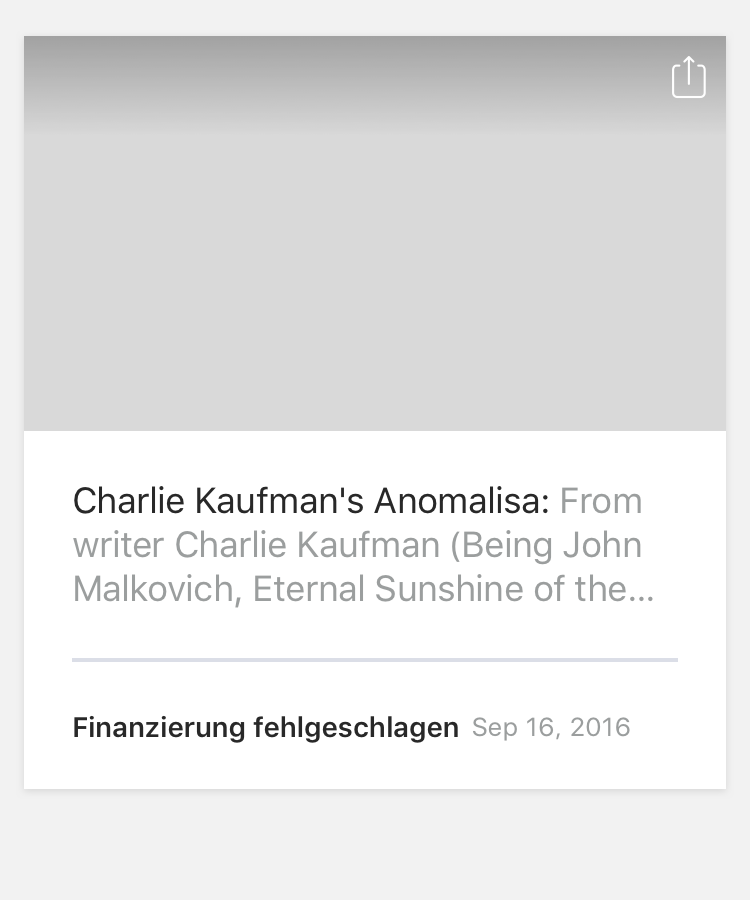 Charlie Kaufman's Anomalisa: From
writer Charlie Kaufman (Being John
Malkovich, Eternal Sunshine of the...
Finanzierung fehlgeschlagen Sep 16, 2016